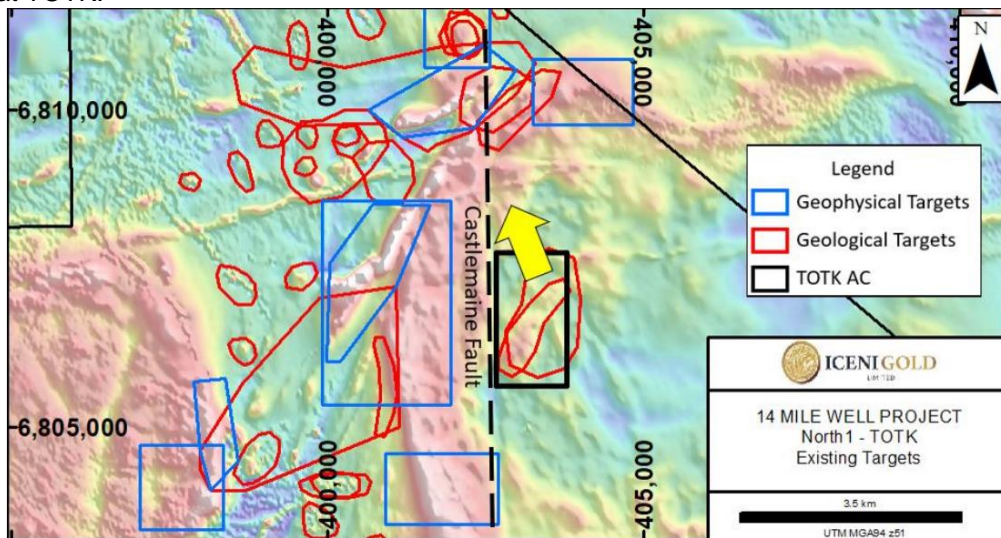 TOTK.
400,000
405,000
N
6,810,000
Legend
Geophysical Targets
Geological Targets
TOTK AC
Castlemaine Fault
6,805,000
400,000
405,000
ICENIGOLD
LIMITED
14 MILE WELL PROJECT
North1 - TOTK
Existing Targets
3.5 km
UTM MGA94 z51